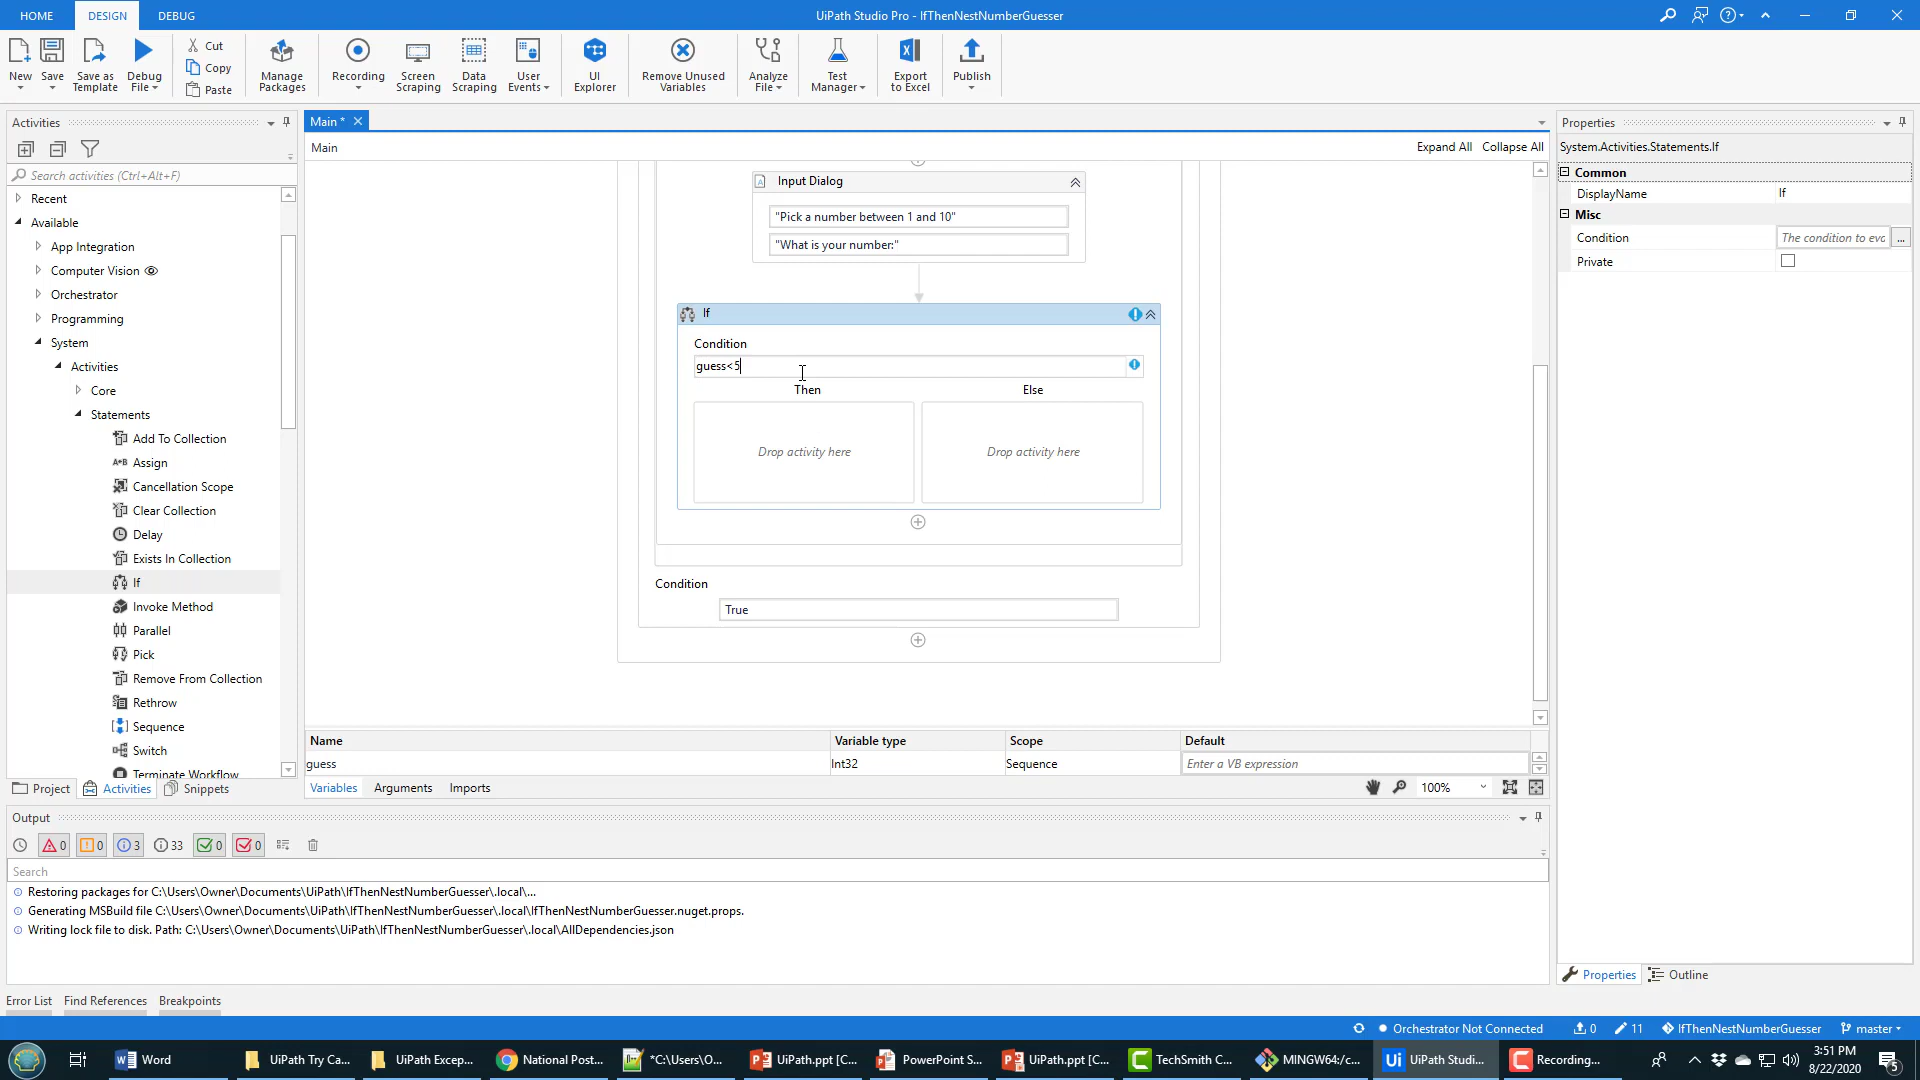 HOME
DESIGN
DEBUG
UiPath Studio Pro - IfThenNestNumberGuesser
New
Save
Save as Template
Debug File
Cut
Copy
Paste
Manage Packages
Recording
Screen Scraping
Data Scraping
User Events
UI Explorer
Remove Unused Variables
Analyze File
Test Manager
Export to Excel
Publish
Activities
Search activities (Ctrl+Alt+F)
Recent
Available
App Integration
Computer Vision
Orchestrator
Programming
System
Activities
Core
Statements
Add To Collection
Assign
Cancellation Scope
Clear Collection
Delay
Exists In Collection
If
Invoke Method
Parallel
Pick
Remove From Collection
Rethrow
Sequence
Switch
Terminate Workflow
Project
Activities
Snippets
Main *
Main
Expand All
Collapse All
Input Dialog
"Pick a number between 1 and 10"
"What is your number:"
If
Condition
guess<5
Then
Else
Drop activity here
Drop activity here
Condition
True
Name
Variable type
Scope
Default
guess
Int32
Sequence
Enter a VB expression
Variables
Arguments
Imports
100%
Properties
System.Activities.Statements.If
Common
DisplayName
If
Misc
Condition
The condition to eva
...
Private
Properties
Outline
Output
0
0
3
33
0
0
Search
Restoring packages for C:\Users\Owner\Documents\UiPath\IfThenNestNumberGuesser\.local\...
Generating MSBuild file C:\Users\Owner\Documents\UiPath\IfThenNestNumberGuesser\.local\IfThenNestNumberGuesser.nuget.props.
Writing lock file to disk. Path: C:\Users\Owner\Documents\UiPath\IfThenNestNumberGuesser\.local\AllDependencies.json
Error List
Find References
Breakpoints
Orchestrator Not Connected
0
11
IfThenNestNumberGuesser
master
Word
UiPath Try Ca...
UiPath Excep...
National Post...
*C:\Users\O...
UiPath.ppt [C...
PowerPoint S...
UiPath.ppt [C...
TechSmith C...
MINGW64:/c...
UiPath Studi...
Recording...
3:51 PM
8/22/2020
5